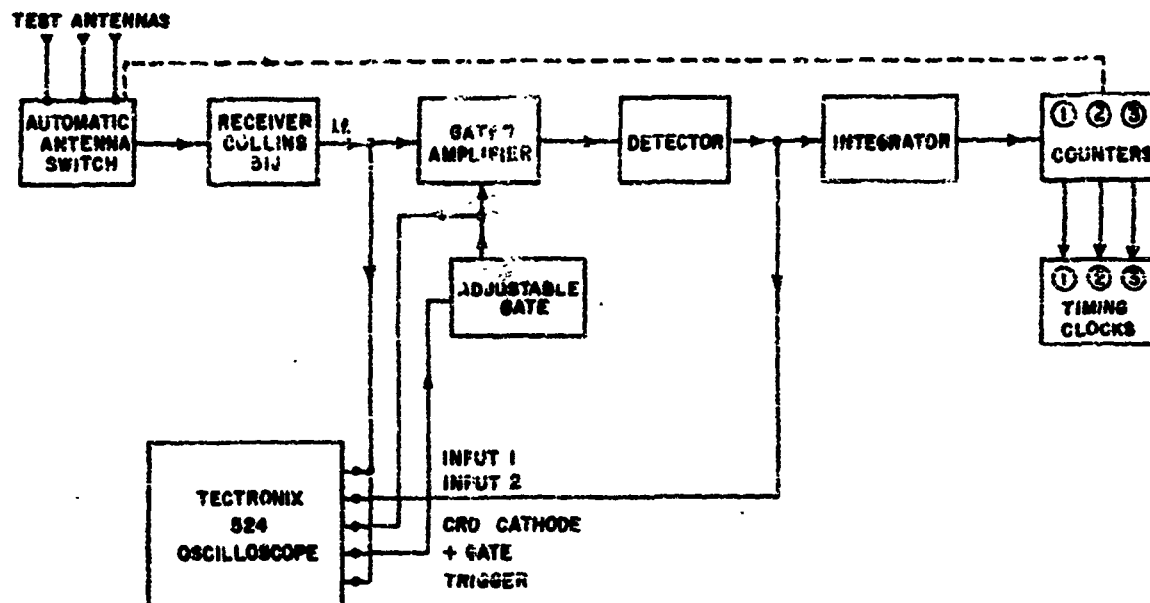 TEST ANTENNAS
AUTOMATIC
ANTENNA
SWITCH
RECEIVER
COLLINS
51J
I.F.
AMPLIFIER
DETECTOR
INTEGRATOR
1 2 3
COUNTERS
1 2 3
TIMING
CLOCKS
ADJUSTABLE
GATE
TECTRONIX
524
OSCILLOSCOPE
INPUT 1
INPUT 2
CRO CATHODE
+ GATE
TRIGGER